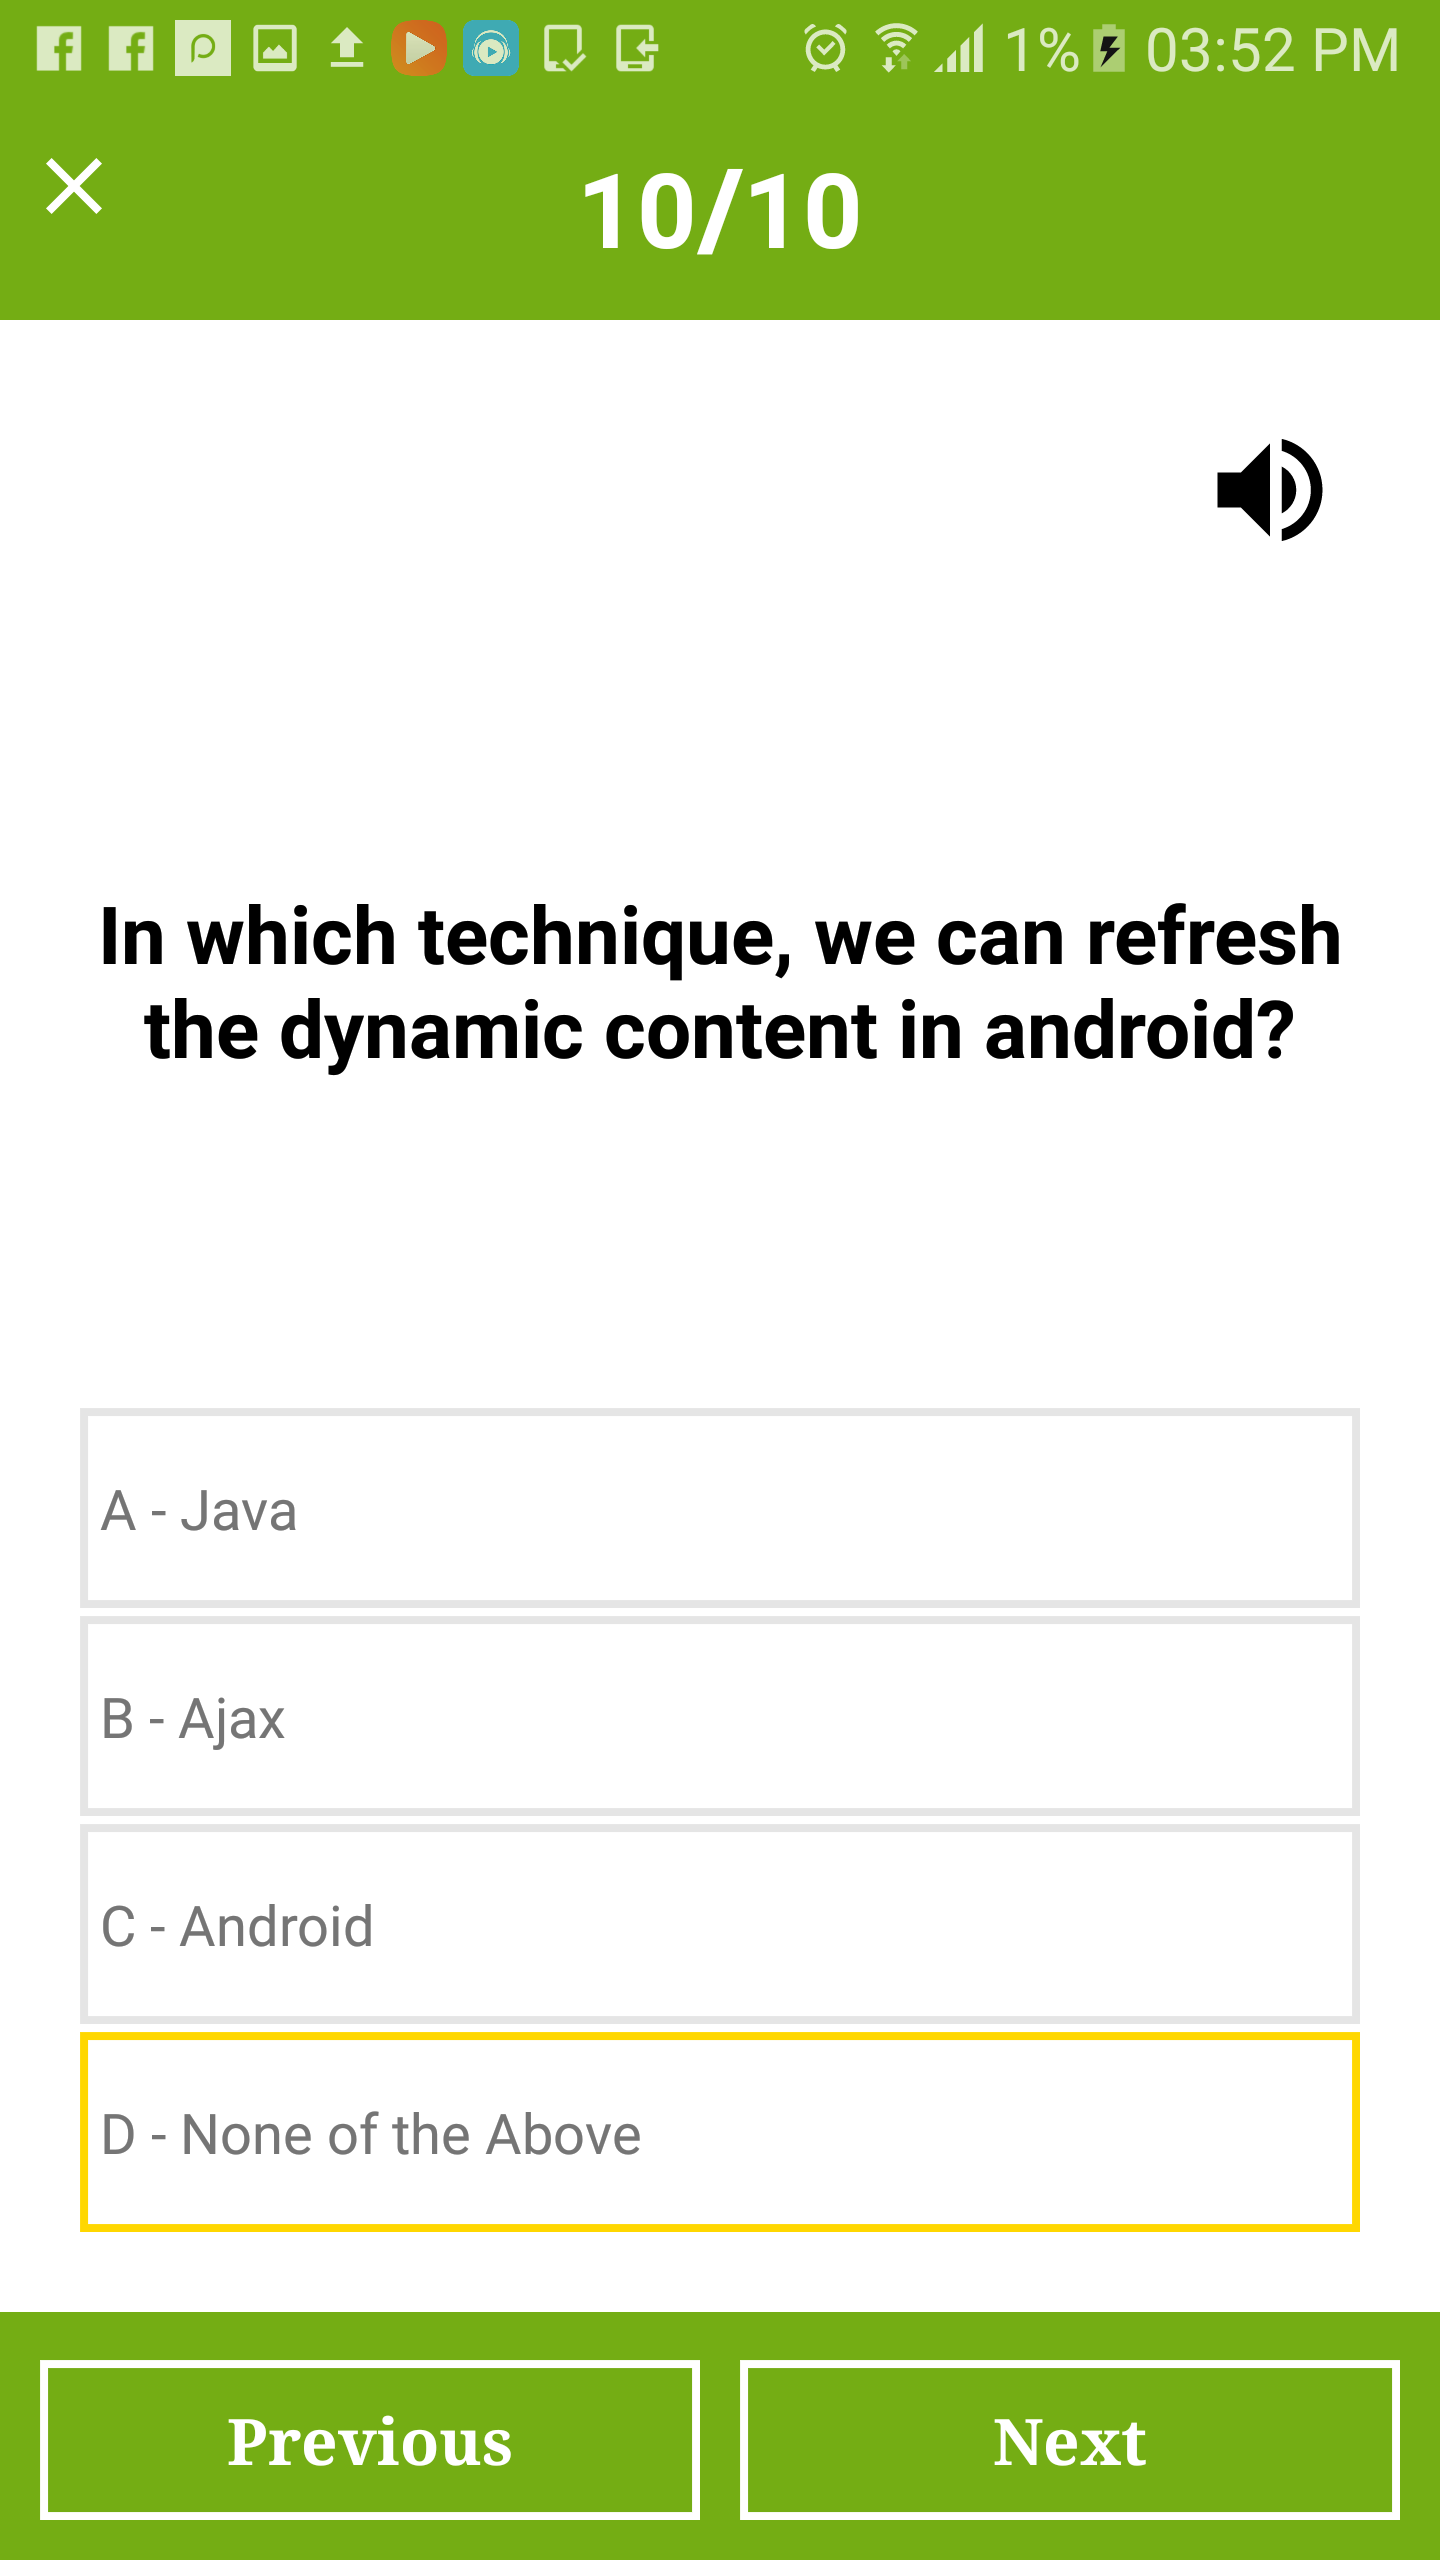 1% 03:52 PM
10/10
In which technique, we can refresh
the dynamic content in android?
A - Java
B - Ajax
C - Android
D - None of the Above
Previous Next